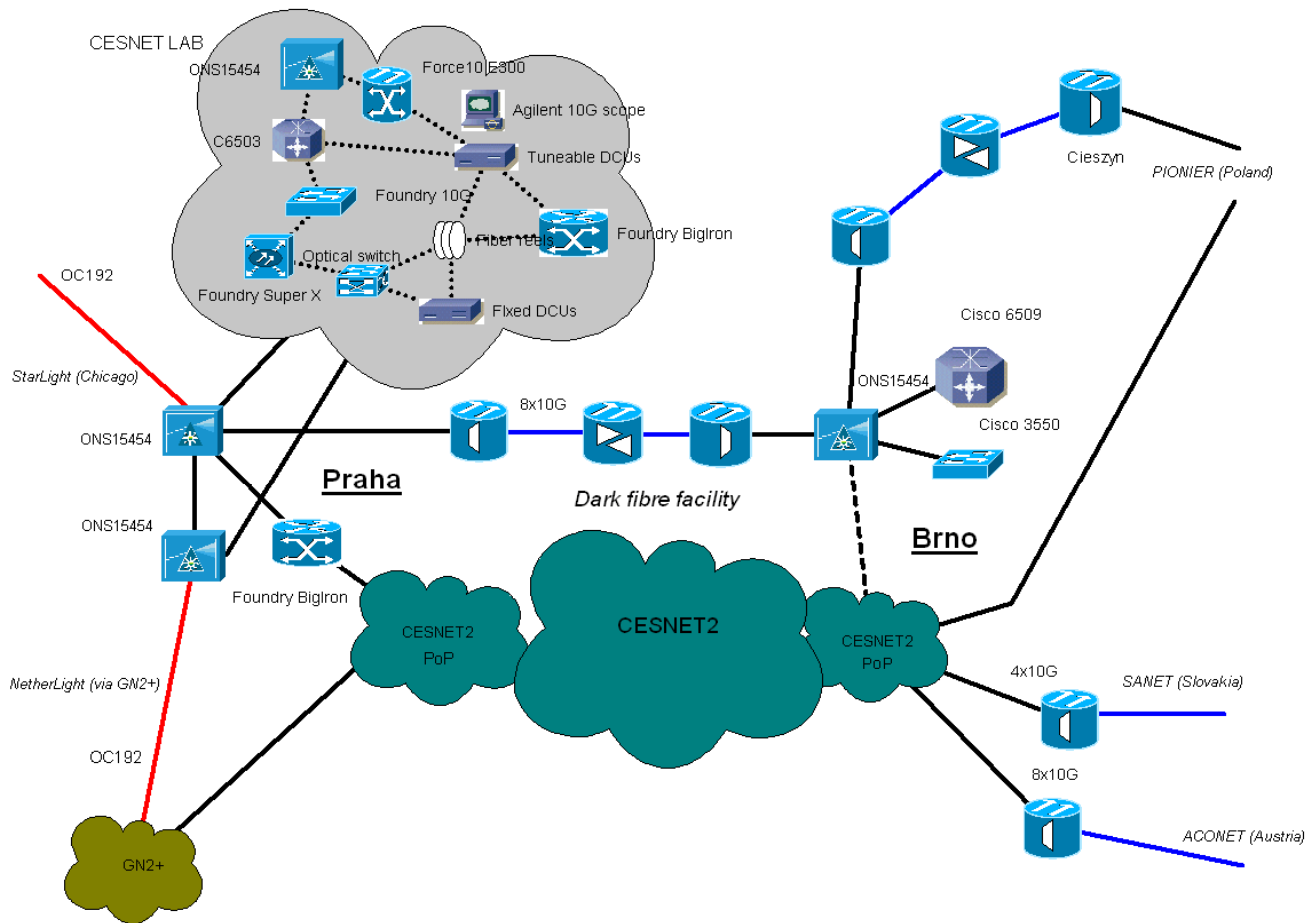 CESNET LAB
ONS15454
Force10 E300
Agilent 10G scope
C6503
Tuneable DCUs
Cieszyn
PIONIER (Poland)
Foundry 10G
Fiber reels
Foundry BigIron
Optical switch
OC192
Foundry Super X
FIxed DCUs
Cisco 6509
StarLight (Chicago)
ONS15454
8x10G
ONS15454
Cisco 3550
Praha
Dark fibre facility
ONS15454
Brno
Foundry BigIron
CESNET2
PoP
CESNET2
CESNET2
PoP
4x10G
SANET (Slovakia)
NetherLight (via GN2+)
OC192
8x10G
ACONET (Austria)
GN2+